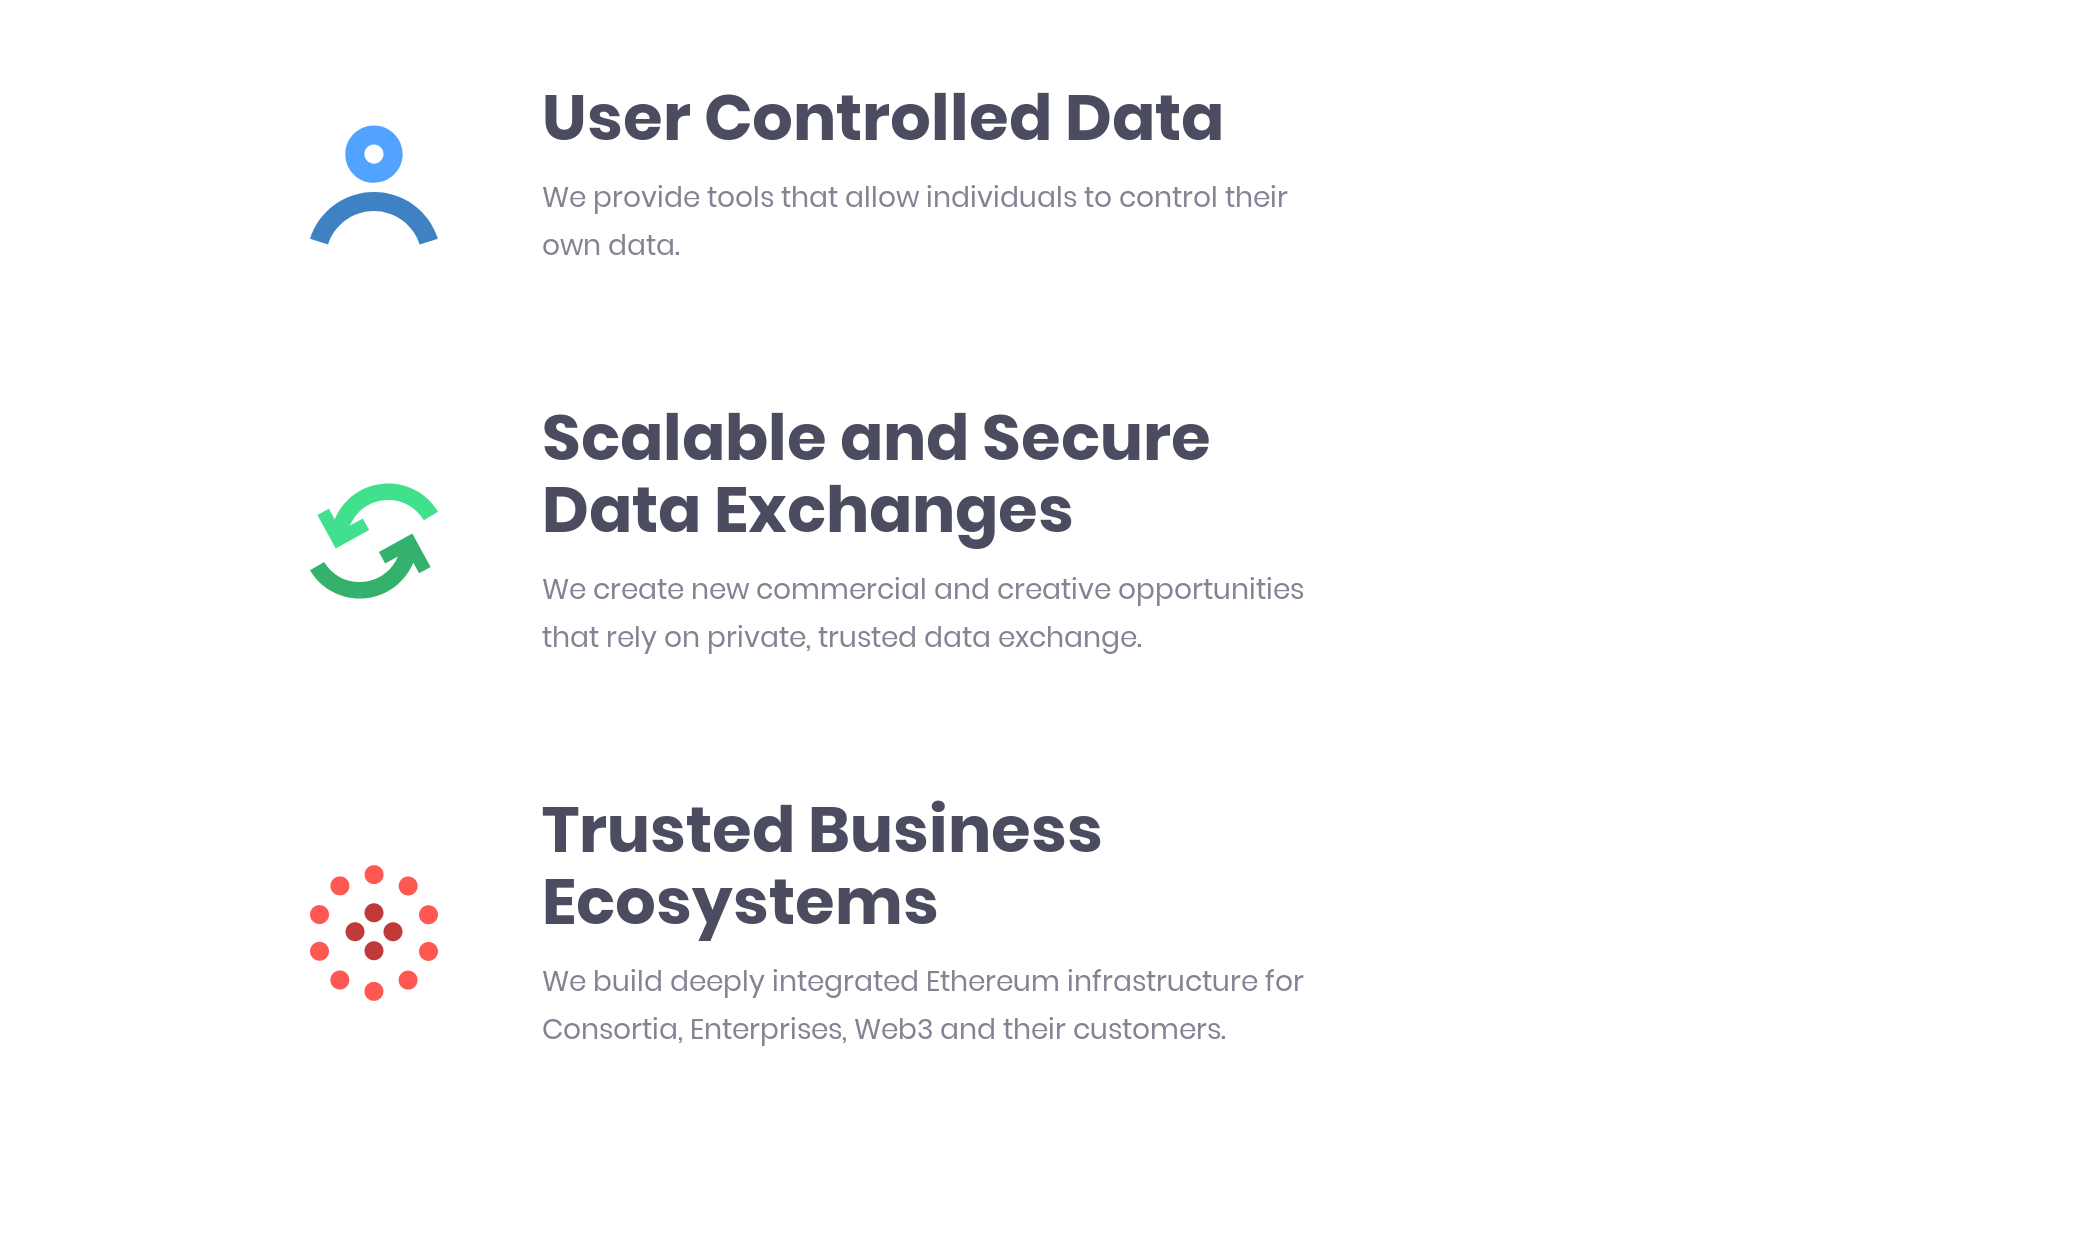 User Controlled Data
We provide tools that allow individuals to control their
own data.
Scalable and Secure
Data Exchanges
We create new commercial and creative opportunities
that rely on private, trusted data exchange.
Trusted Business
Ecosystems
We build deeply integrated Ethereum infrastructure for
Consortia, Enterprises, Web3 and their customers.